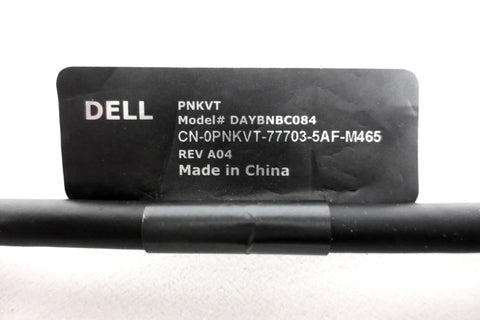 DELL
PNKVT
Model# DAYBNBC084
CN-0PNKVT-77703-5AF-M465
REV A04
Made in China